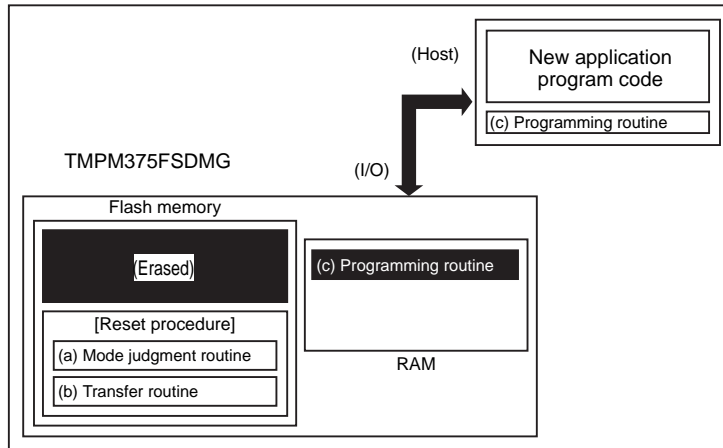 (Host)
New application
program code
(c) Programming routine
TMPM375FSDMG
(I/O)
Flash memory
(Erased)
(c) Programming routine
[Reset procedure]
(a) Mode judgment routine
(b) Transfer routine
RAM